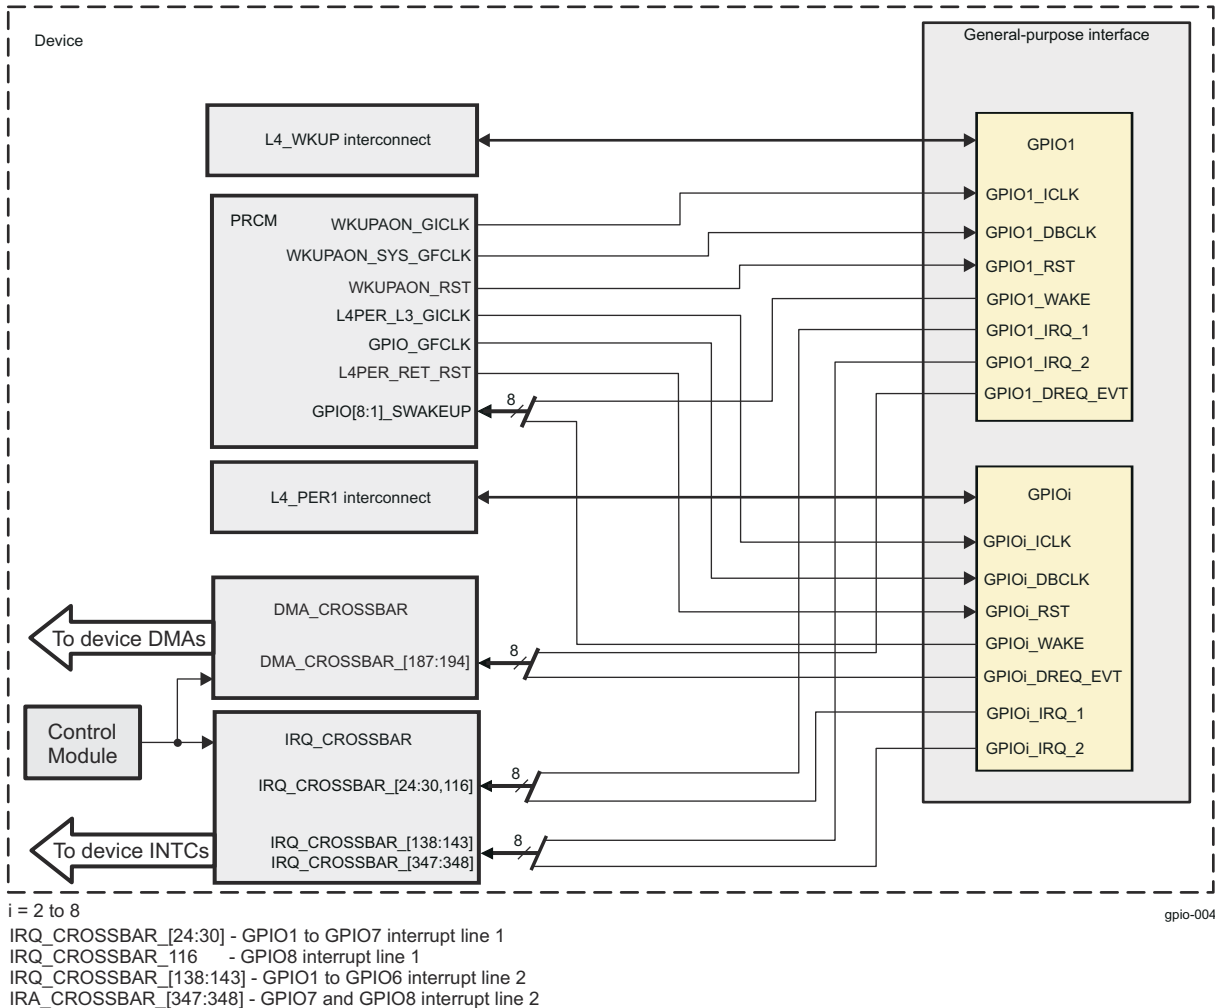 Device
General-purpose interface
L4_WKUP interconnect
GPIO1
PRCM
WKUPAON_GICLK
WKUPAON_SYS_GFCLK
WKUPAON_RST
L4PER_L3_GICLK
GPIO_GFCLK
L4PER_RET_RST
GPIO[8:1]_SWAKEUP
8
GPIO1_ICLK
GPIO1_DBCLK
GPIO1_RST
GPIO1_WAKE
GPIO1_IRQ_1
GPIO1_IRQ_2
GPIO1_DREQ_EVT
L4_PER1 interconnect
GPIOi
GPIOi_ICLK
GPIOi_DBCLK
GPIOi_RST
GPIOi_WAKE
GPIOi_DREQ_EVT
GPIOi_IRQ_1
GPIOi_IRQ_2
DMA_CROSSBAR
To device DMAs
DMA_CROSSBAR_[187:194]
8
Control
Module
IRQ_CROSSBAR
IRQ_CROSSBAR_[24:30,116]
8
To device INTCs
IRQ_CROSSBAR_[138:143]
IRQ_CROSSBAR_[347:348]
8
i = 2 to 8
gpio-004
IRQ_CROSSBAR_[24:30] - GPIO1 to GPIO7 interrupt line 1
IRQ_CROSSBAR_116 - GPIO8 interrupt line 1
IRQ_CROSSBAR_[138:143] - GPIO1 to GPIO6 interrupt line 2
IRA_CROSSBAR_[347:348] - GPIO7 and GPIO8 interrupt line 2